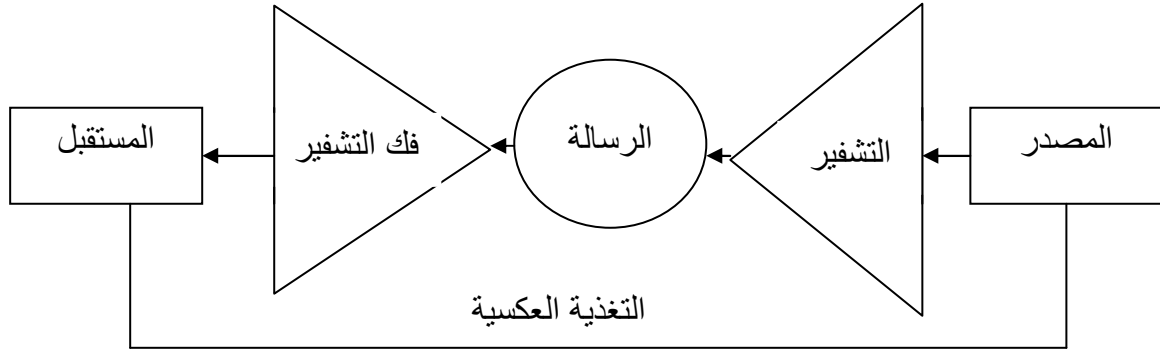 المصدر
التشفير
الرسالة
فك التشفير
المستقبل
التغذية العكسية